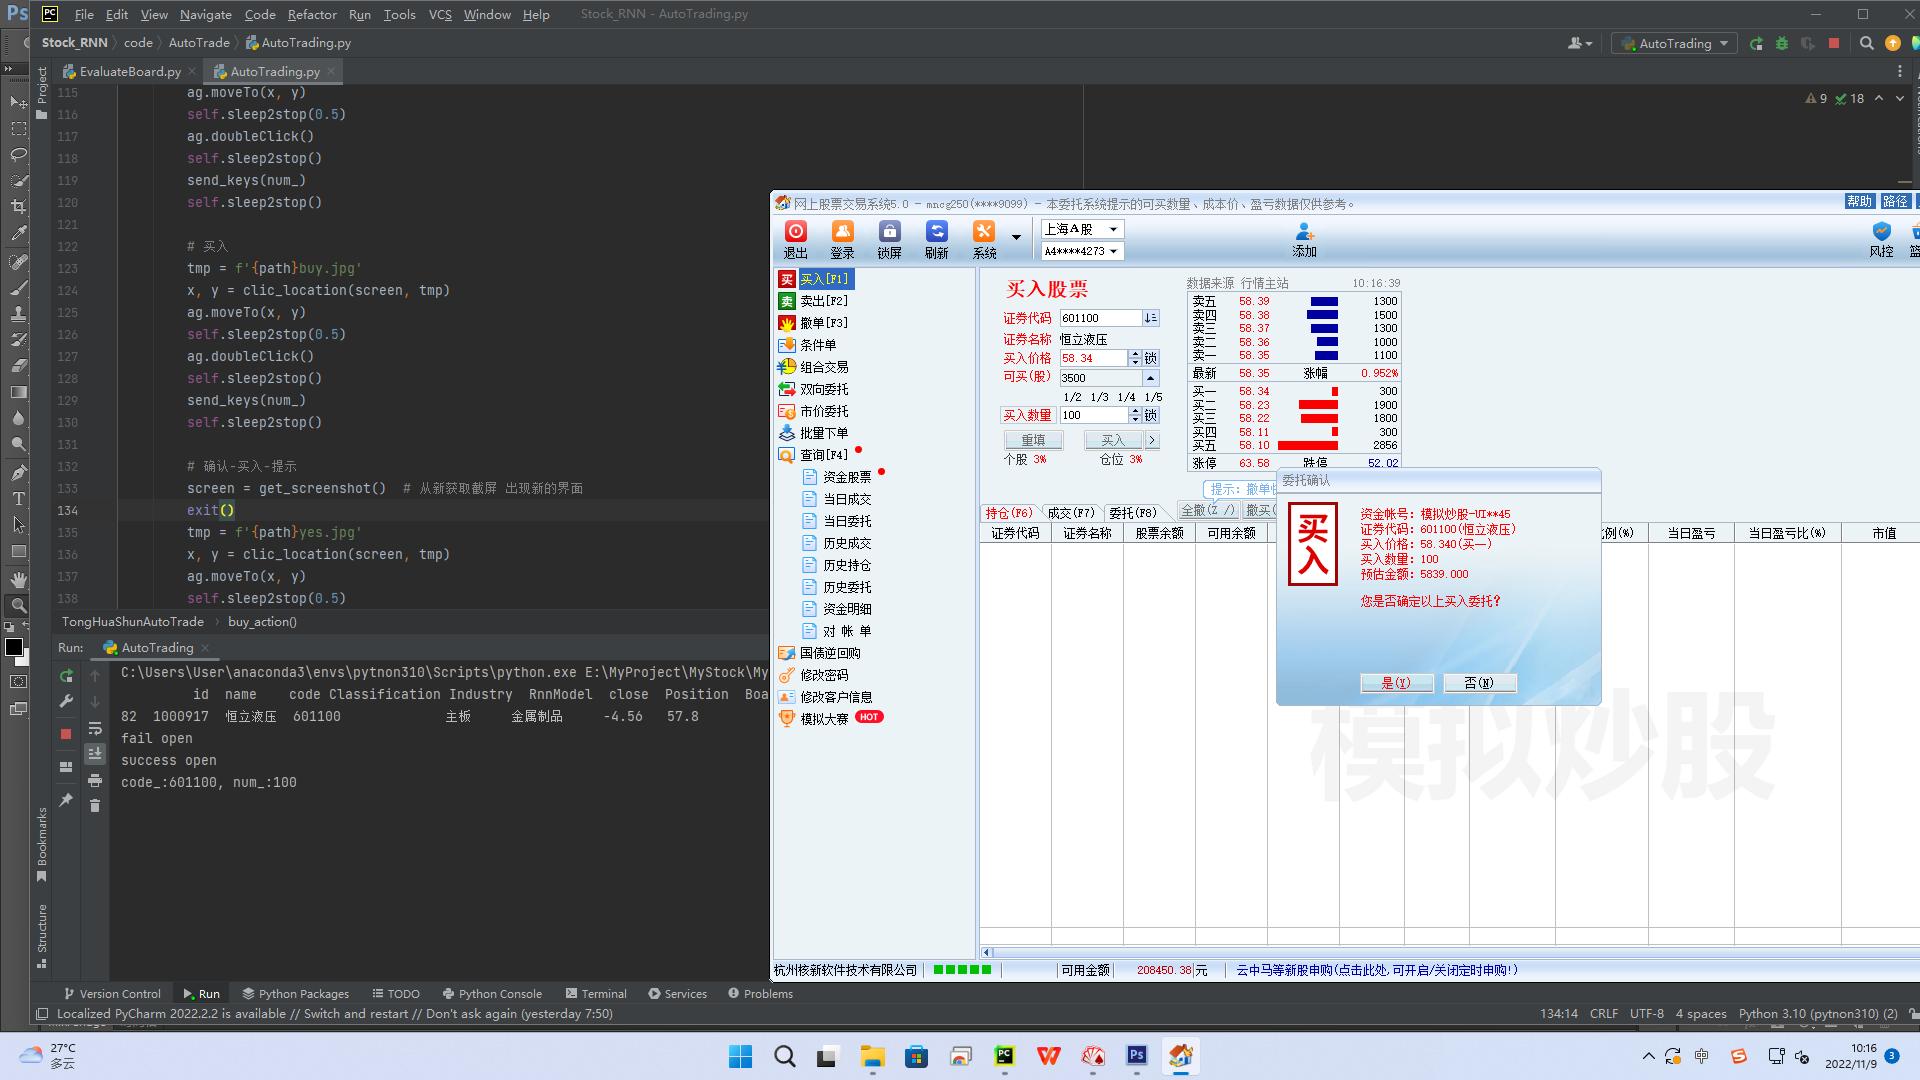 File Edit View Navigate Code Refactor Run Tools VCS Window Help Stock_RNN - AutoTrading.py
Stock_RNN code AutoTrade AutoTrading.py AutoTrading
EvaluateBoard.py AutoTrading.py
Project
9 18
115 ag.moveTo(x, y)
116 self.sleep2stop(0.5)
117 ag.doubleClick()
118 self.sleep2stop()
119 send_keys(num_)
120 self.sleep2stop()
121
122 # 买入
123 tmp = f'{path}buy.jpg'
124 x, y = clic_location(screen, tmp)
125 ag.moveTo(x, y)
126 self.sleep2stop(0.5)
127 ag.doubleClick()
128 self.sleep2stop()
129 send_keys(num_)
130 self.sleep2stop()
131
132 # 确认-买入-提示
133 screen = get_screenshot() # 从新获取截屏 出现新的界面
134 exit()
135 tmp = f'{path}yes.jpg'
136 x, y = clic_location(screen, tmp)
137 ag.moveTo(x, y)
138 self.sleep2stop(0.5)
TongHuaShunAutoTrade buy_action()
Run: AutoTrading
C:\Users\User\anaconda3\envs\pytnon310\Scripts\python.exe E:\MyProject\MyStock\My
id name code Classification Industry RnnModel close Position Boa
82 1000917 恒立液压 601100 主板 金属制品 -4.56 57.8
fail open
success open
code_:601100, num_:100
Bookmarks
Structure
Version Control Run Python Packages TODO Python Console Terminal Services Problems
Localized PyCharm 2022.2.2 is available // Switch and restart // Don't ask again (yesterday 7:50)
134:14 CRLF UTF-8 4 spaces Python 3.10 (pytnon310) (2)
网上股票交易系统5.0 - mncg250(****9099) - 本委托系统提示的可买数量、成本价、盈亏数据仅供参考。
帮助 路径
退出 登录 锁屏 刷新 系统
上海A股
A4****4273
添加
风控
买 买入[F1]
卖 卖出[F2]
撤单[F3]
条件单
组合交易
双向委托
市价委托
批量下单
查询[F4]
资金股票
当日成交
当日委托
历史成交
历史持仓
历史委托
资金明细
对 帐 单
国债逆回购
修改密码
修改客户信息
模拟大赛 HOT
买入股票
证券代码 601100
证券名称 恒立液压
买入价格 58.34 锁
可买(股) 3500
1/2 1/3 1/4 1/5
买入数量 100 锁
重填 买入 >
个股 3% 仓位 3%
数据来源 行情主站 10:16:39
卖五 58.39 1300
卖四 58.38 1500
卖三 58.37 1300
卖二 58.36 1000
卖一 58.35 1100
最新 58.35 涨幅 0.952%
买一 58.34 300
买二 58.23 1900
买三 58.22 1800
买四 58.11 300
买五 58.10 2856
涨停 63.58 跌停 52.02
提示: 撤单
持仓(F6) 成交(F7) 委托(F8) 全撤(Z /) 撤买(
证券代码 证券名称 股票余额 可用余额 例(%) 当日盈亏 当日盈亏比(%) 市值
委托确认
买入
资金帐号: 模拟炒股-UI**45
证券代码: 601100(恒立液压)
买入价格: 58.340(买一)
买入数量: 100
预估金额: 5839.000
您是否确定以上买入委托?
是(Y) 否(N)
模拟炒股
杭州核新软件技术有限公司 可用金额 208450.38 元 云中马等新股申购(点击此处,可开启/关闭定时申购!)
27°C
多云
中
10:16
2022/11/9
3